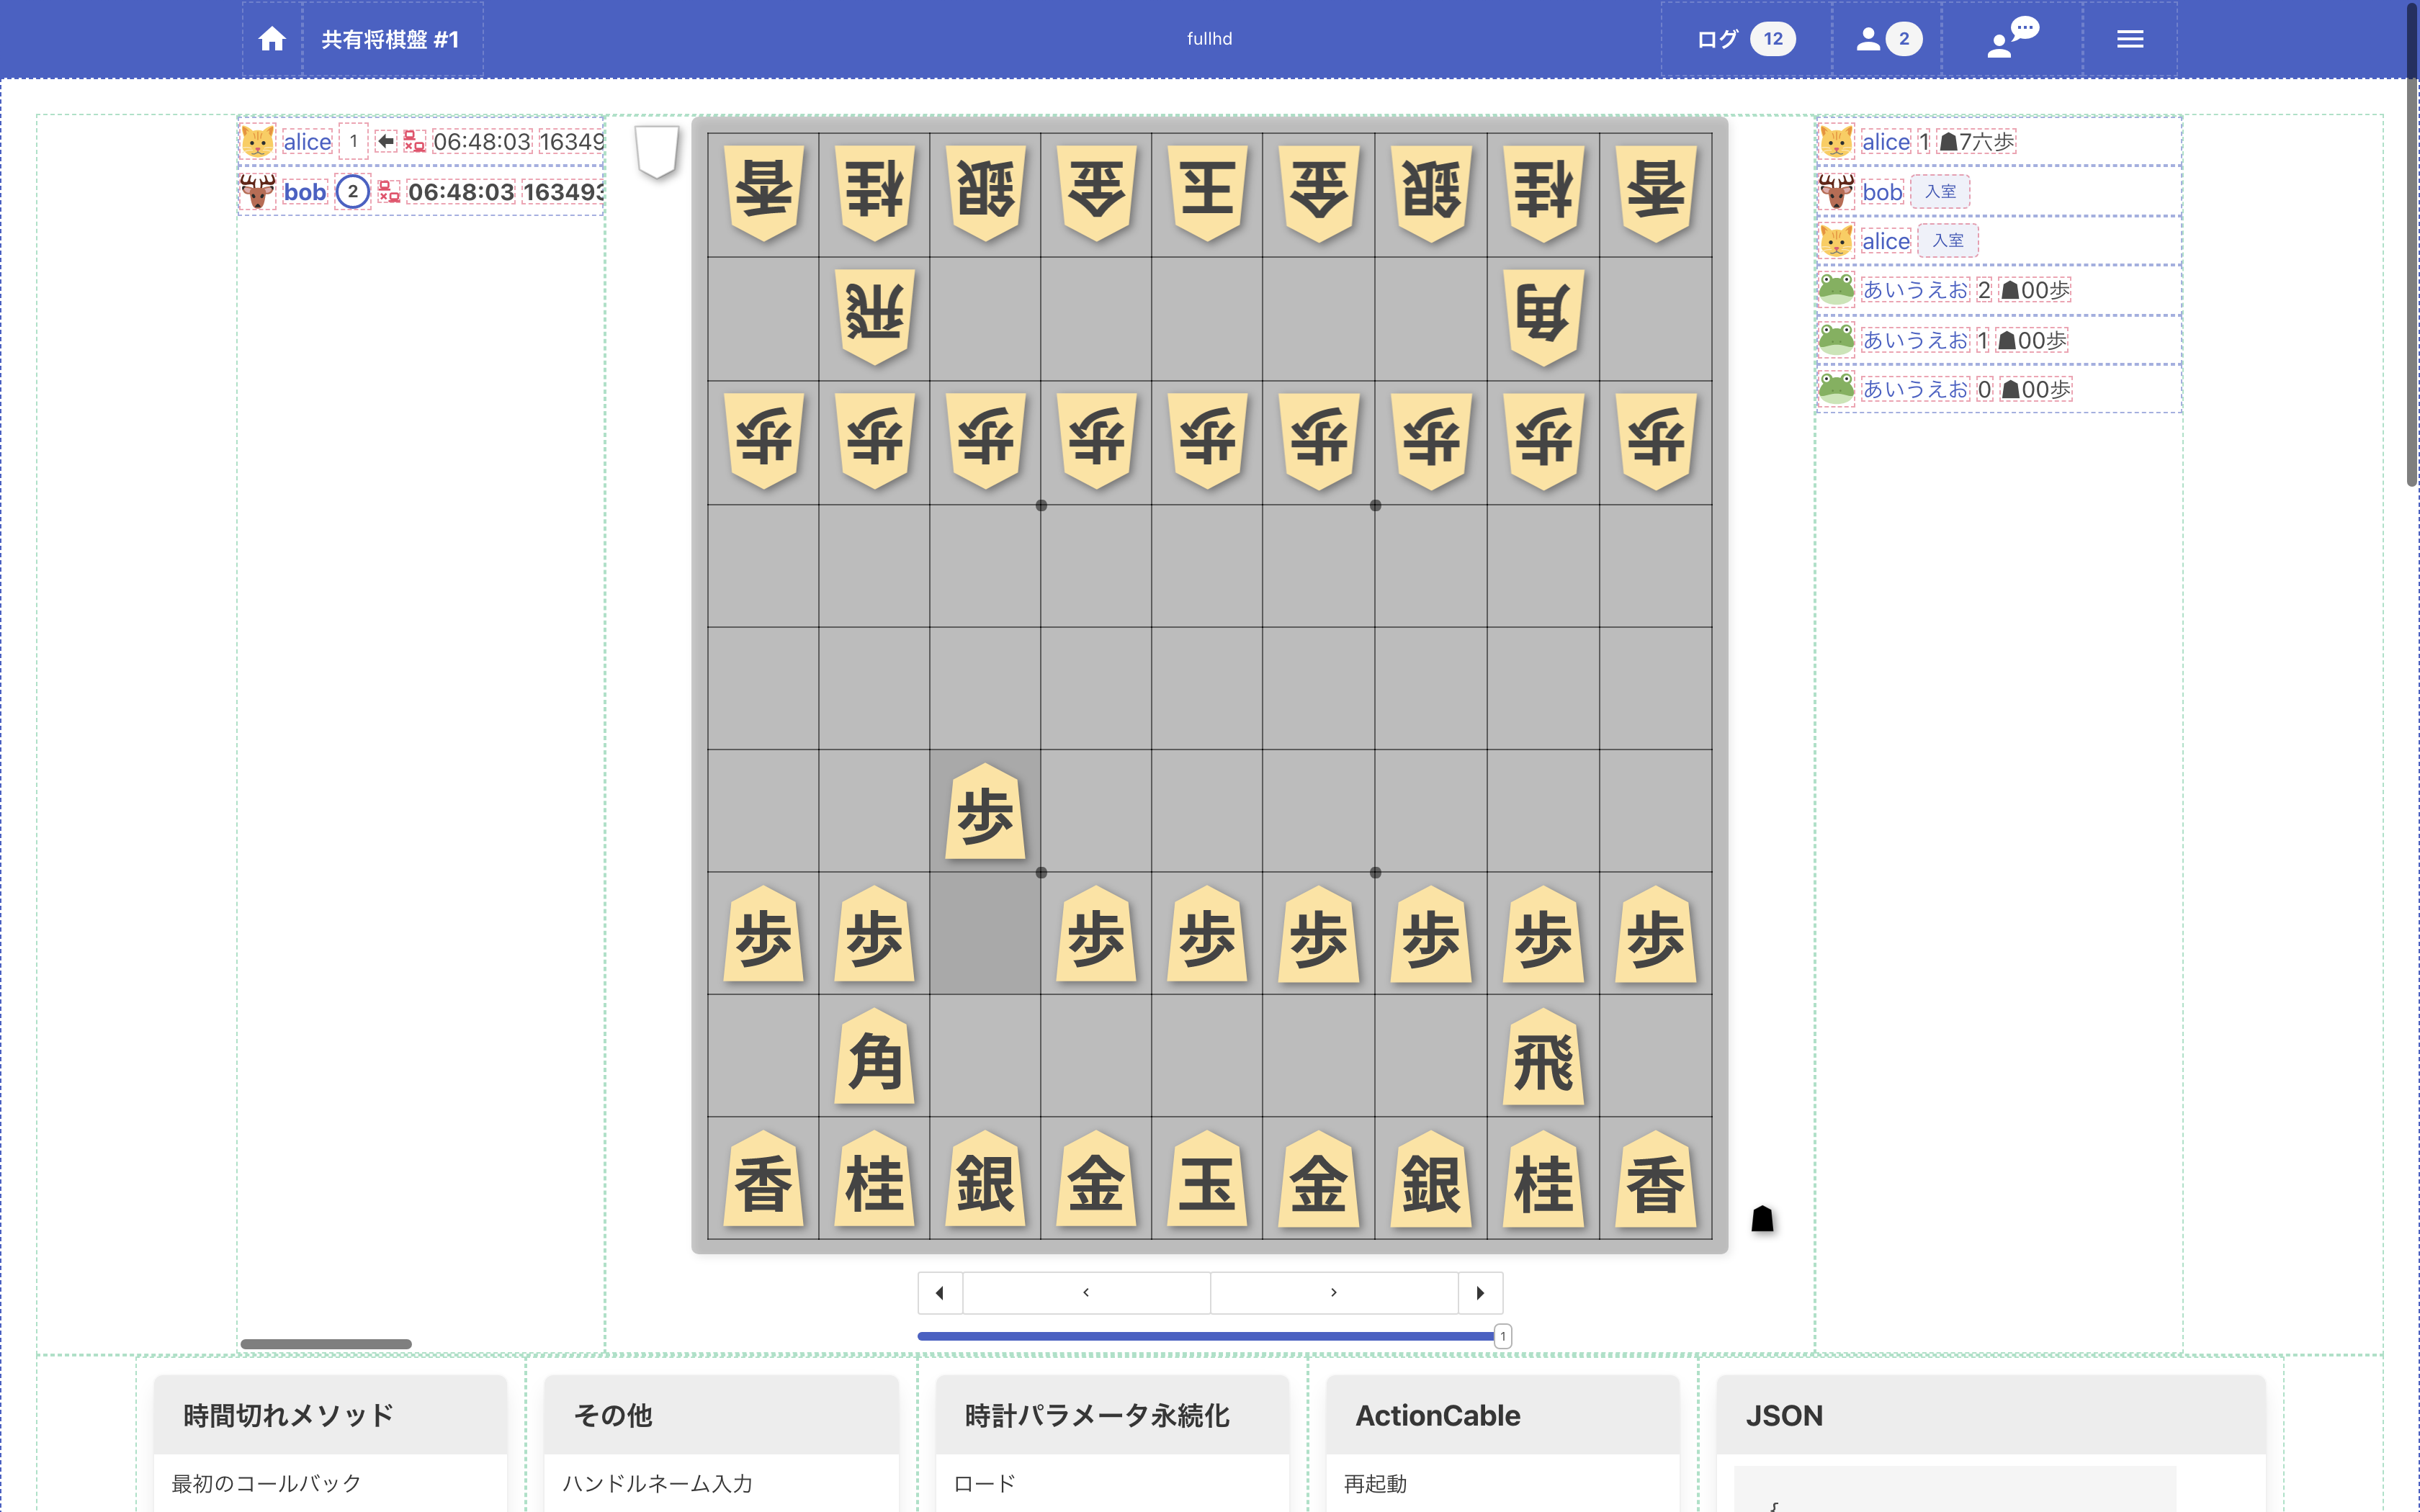 共有将棋盤 #1
fullhd
ログ 12
2
alice 1 06:48:03 16349
bob 2 06:48:03 163493
香 桂 銀 金 玉 金 銀 桂 香
飛 角
歩 歩 歩 歩 歩 歩 歩 歩 歩
歩
歩 歩 歩 歩 歩 歩 歩 歩
角 飛
香 桂 銀 金 玉 金 銀 桂 香
1
alice 1 ☗7六歩
bob 入室
alice 入室
あいうえお 2 ☗00歩
あいうえお 1 ☗00歩
あいうえお 0 ☗00歩
時間切れメソッド
最初のコールバック
その他
ハンドルネーム入力
時計パラメータ永続化
ロード
ActionCable
再起動
JSON
{